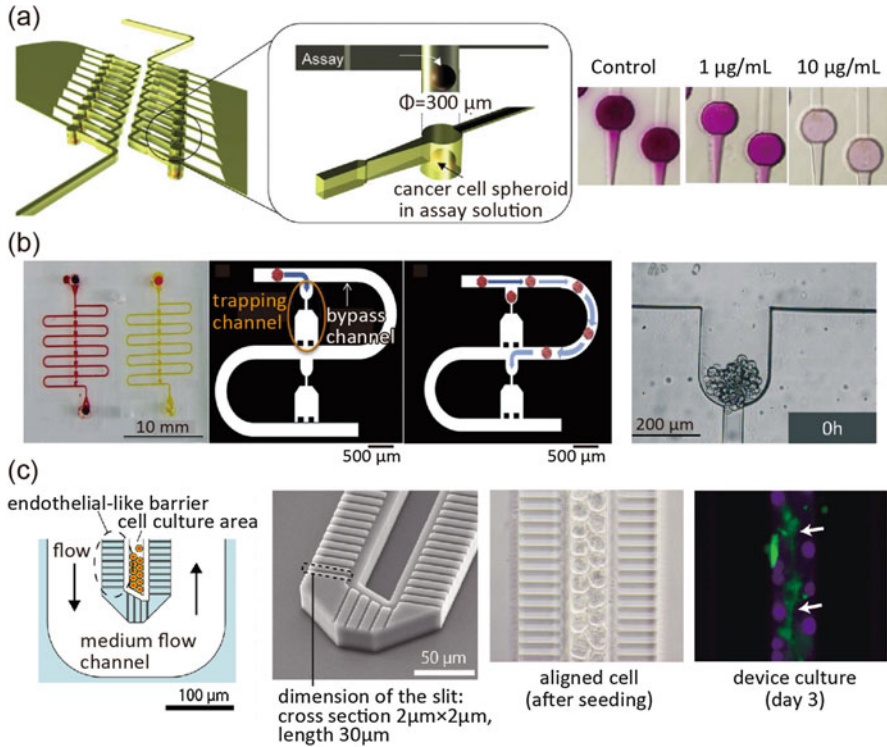 (a)
Assay
Φ=300 μm
cancer cell spheroid
in assay solution
Control
1 μg/mL
10 μg/mL
(b)
10 mm
trapping
channel
bypass
channel
500 μm
500 μm
200 μm
0h
(c)
endothelial-like barrier
cell culture area
flow
medium flow
channel
100 μm
50 μm
dimension of the slit:
cross section 2μm×2μm,
length 30μm
aligned cell
(after seeding)
device culture
(day 3)